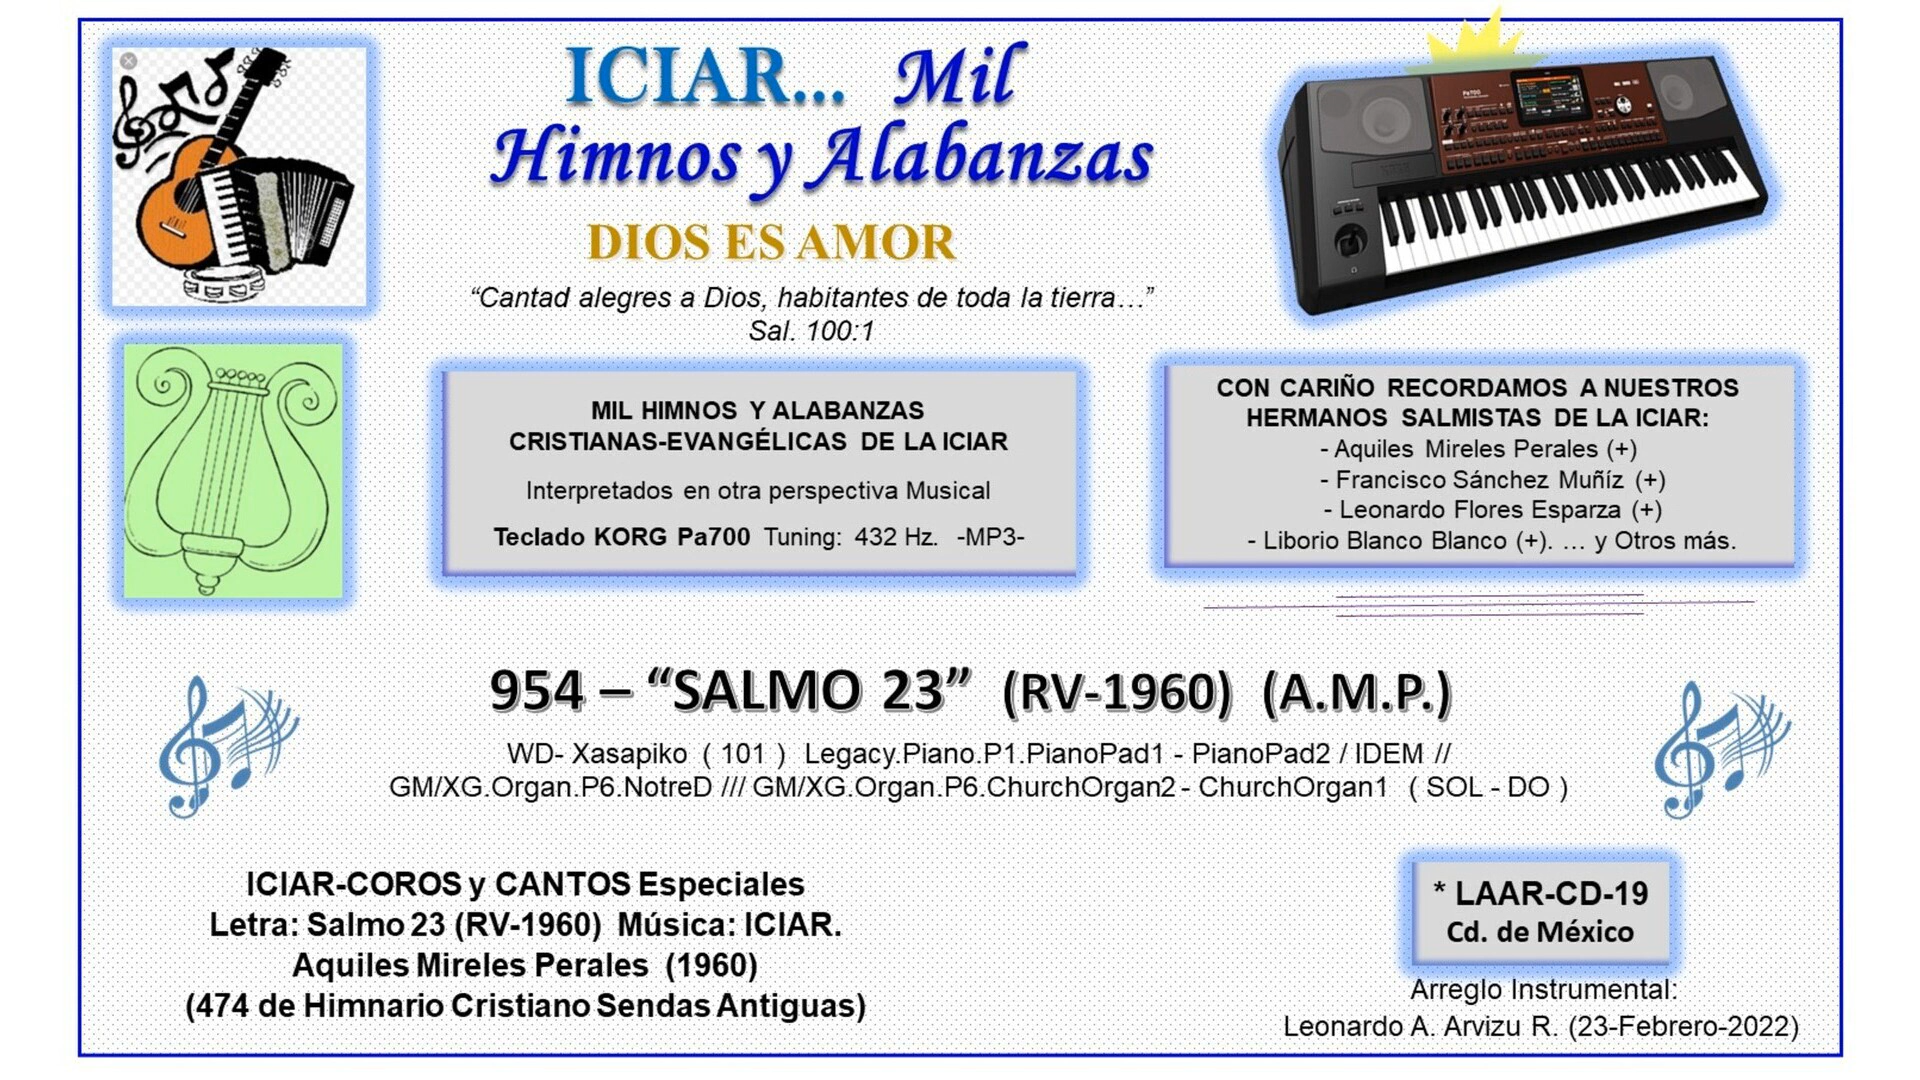 ICIAR... Mil
Himnos y Alabanzas
DIOS ES AMOR
“Cantad alegres a Dios, habitantes de toda la tierra…”
Sal. 100:1
Pa700
MIL HIMNOS Y ALABANZAS
CRISTIANAS-EVANGÉLICAS DE LA ICIAR
Interpretados en otra perspectiva Musical
Teclado KORG Pa700 Tuning: 432 Hz. -MP3-
CON CARIÑO RECORDAMOS A NUESTROS
HERMANOS SALMISTAS DE LA ICIAR:
- Aquiles Mireles Perales (+)
- Francisco Sánchez Muñíz (+)
- Leonardo Flores Esparza (+)
- Liborio Blanco Blanco (+). … y Otros más.
954 – “SALMO 23” (RV-1960) (A.M.P.)
WD- Xasapiko ( 101 ) Legacy.Piano.P1.PianoPad1 - PianoPad2 / IDEM //
GM/XG.Organ.P6.NotreD /// GM/XG.Organ.P6.ChurchOrgan2 - ChurchOrgan1 ( SOL - DO )
ICIAR-COROS y CANTOS Especiales
Letra: Salmo 23 (RV-1960) Música: ICIAR.
Aquiles Mireles Perales (1960)
(474 de Himnario Cristiano Sendas Antiguas)
* LAAR-CD-19
Cd. de México
Arreglo Instrumental:
Leonardo A. Arvizu R. (23-Febrero-2022)